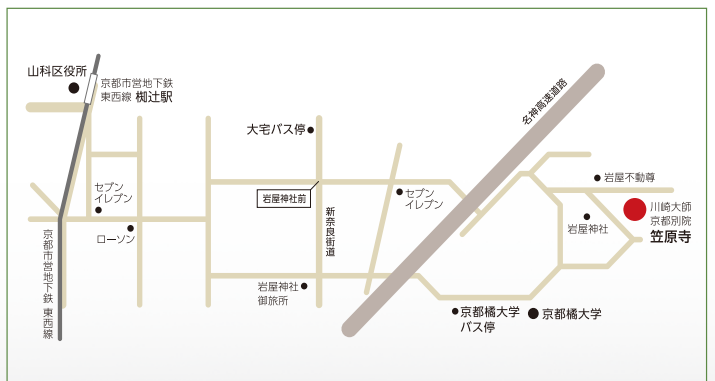 山科区役所
京都市営地下鉄
東西線 椥辻駅
大宅バス停
名神高速道路
岩屋不動尊
セブン
イレブン
岩屋神社前
セブン
イレブン
川崎大師
京都別院
笠原寺
岩屋神社
ローソン
新奈良街道
京都市営地下鉄 東西線
岩屋神社
御旅所
京都橘大学
バス停
京都橘大学